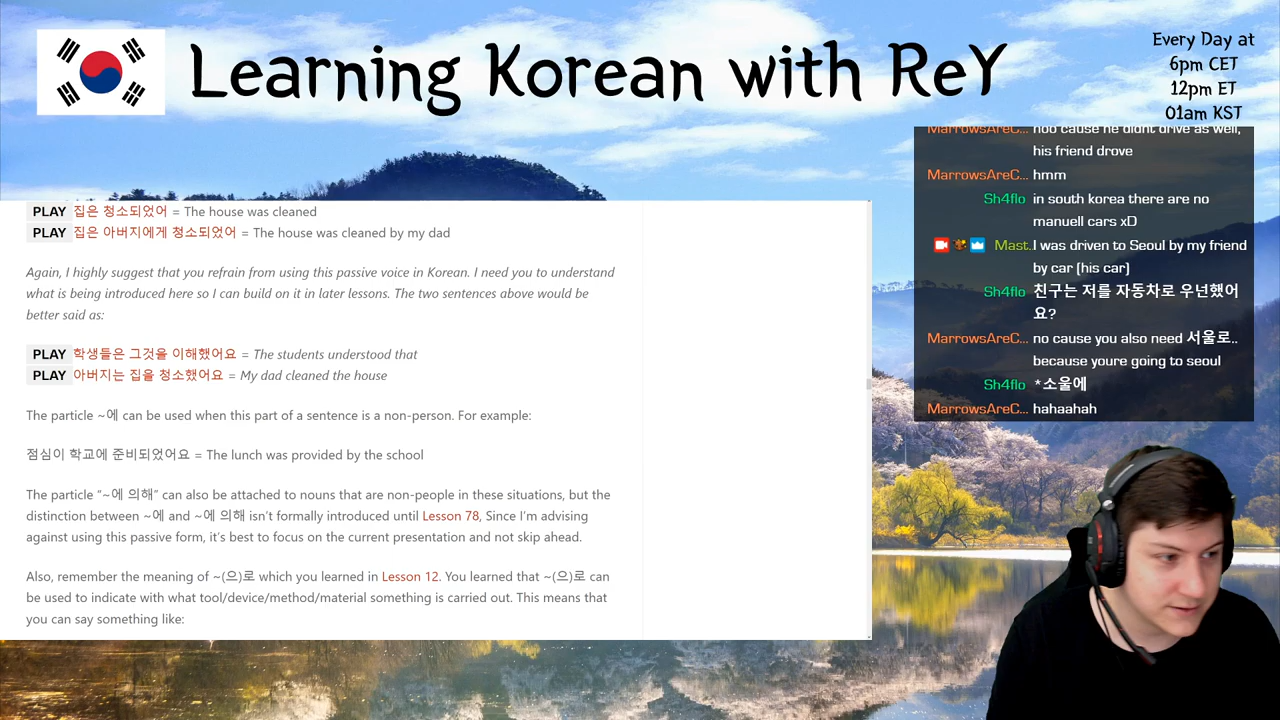 Learning Korean with ReY
Every Day at
6pm CET
12pm ET
01am KST
PLAY 집은 청소되었어 = The house was cleaned
PLAY 집은 아버지에게 청소되었어 = The house was cleaned by my dad
Again, I highly suggest that you refrain from using this passive voice in Korean. I need you to understand
what is being introduced here so I can build on it in later lessons. The two sentences above would be
better said as:
PLAY 학생들은 그것을 이해했어요 = The students understood that
PLAY 아버지는 집을 청소했어요 = My dad cleaned the house
The particle ~에 can be used when this part of a sentence is a non-person. For example:
점심이 학교에 준비되었어요 = The lunch was provided by the school
The particle “~에 의해” can also be attached to nouns that are non-people in these situations, but the
distinction between ~에 and ~에 의해 isn’t formally introduced until Lesson 78, Since I’m advising
against using this passive form, it’s best to focus on the current presentation and not skip ahead.
Also, remember the meaning of ~(으)로 which you learned in Lesson 12. You learned that ~(으)로 can
be used to indicate with what tool/device/method/material something is carried out. This means that
you can say something like:
MarrowsAreC... noo cause he didnt drive as well,
his friend drove
MarrowsAreC... hmm
Sh4flo in south korea there are no
manuell cars xD
Mast. I was driven to Seoul by my friend
by car (his car)
Sh4flo 친구는 저를 자동차로 우넌했어
요?
MarrowsAreC... no cause you also need 서울로..
because youre going to seoul
Sh4flo *소울에
MarrowsAreC... hahaahah